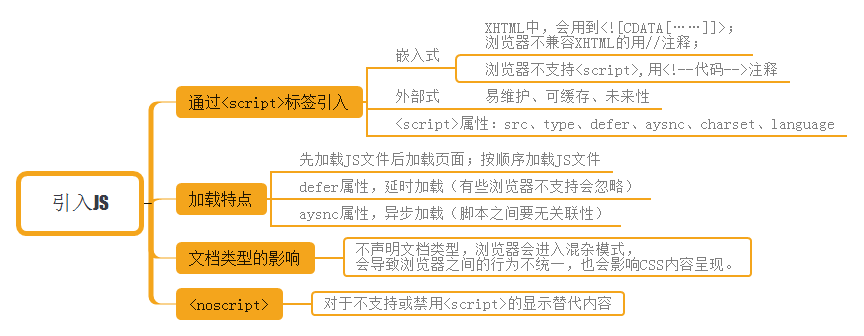 引入JS
通过<script>标签引入
嵌入式
XHTML中，会用到<![CDATA[……]]>；
浏览器不兼容XHTML的用//注释；
浏览器不支持<script>,用<!--代码-->注释
外部式
易维护、可缓存、未来性
<script>属性：src、type、defer、aysnc、charset、language
加载特点
先加载JS文件后加载页面；按顺序加载JS文件
defer属性，延时加载（有些浏览器不支持会忽略）
aysnc属性，异步加载（脚本之间要无关联性）
文档类型的影响
不声明文档类型，浏览器会进入混杂模式，
会导致浏览器之间的行为不统一，也会影响CSS内容呈现。
<noscript>
对于不支持或禁用<script>的显示替代内容